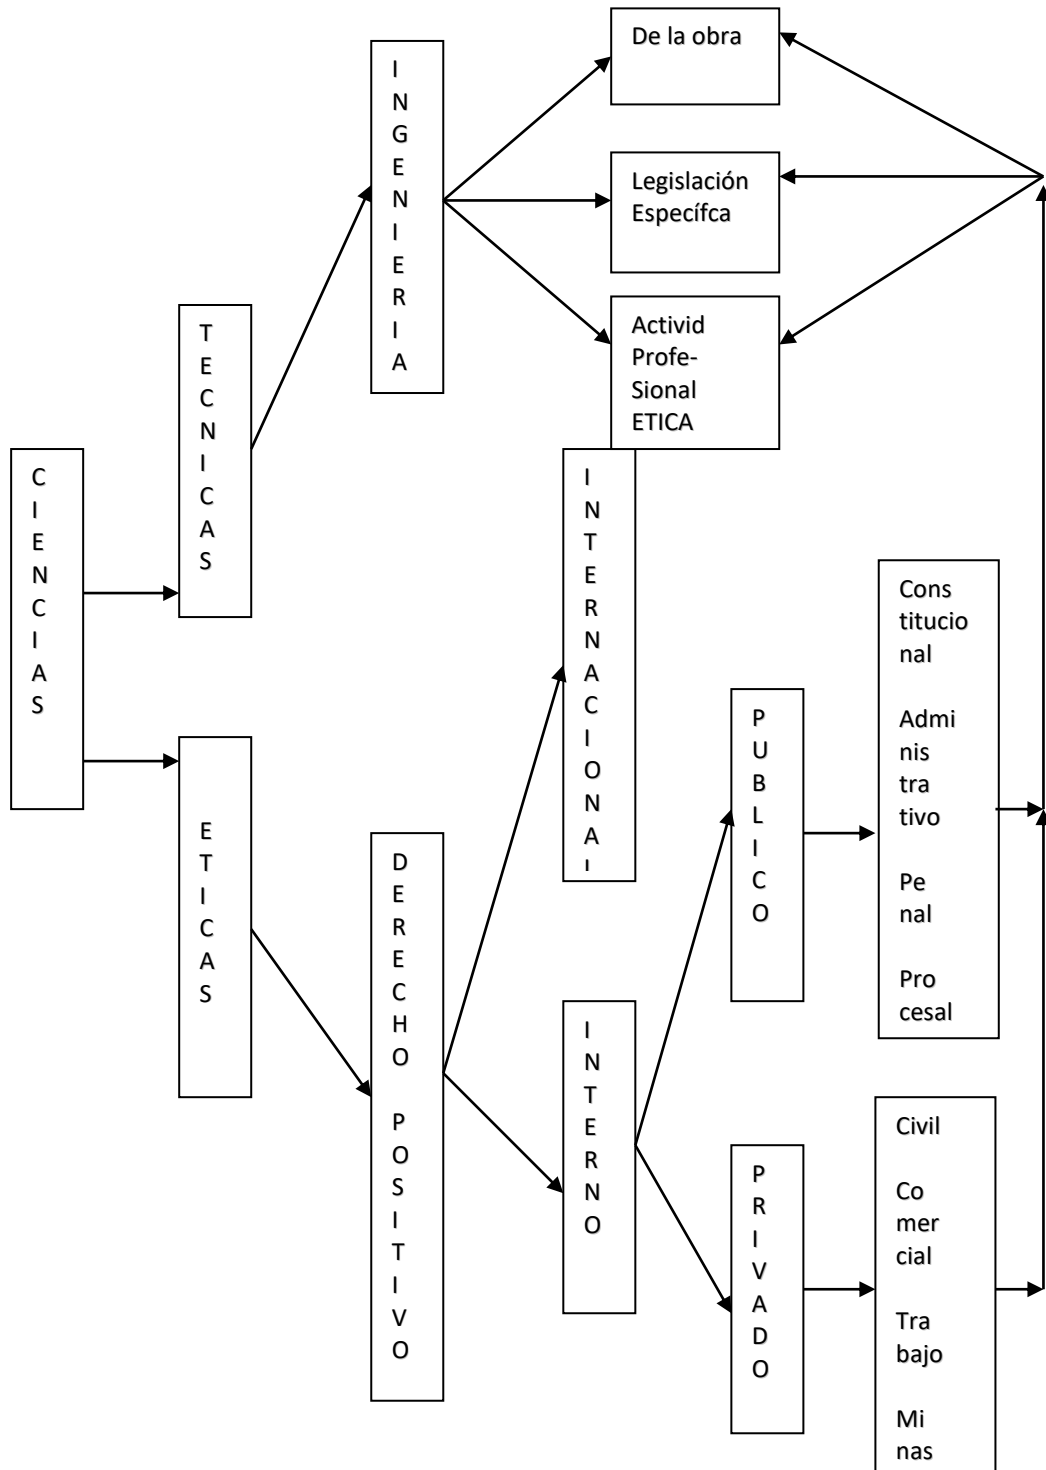 CIENCIAS
TECNICAS
ETICAS
INGENIERIA
DERECHO POSITIVO
De la obra
Legislación
Específca
Activid
Profe-
Sional
ETICA
INTERNACIONAL
INTERNO
PUBLICO
PRIVADO
Cons
titucio
nal
Admi
nis
tra
tivo
Pe
nal
Pro
cesal
Civil
Co
mer
cial
Tra
bajo
Mi
nas